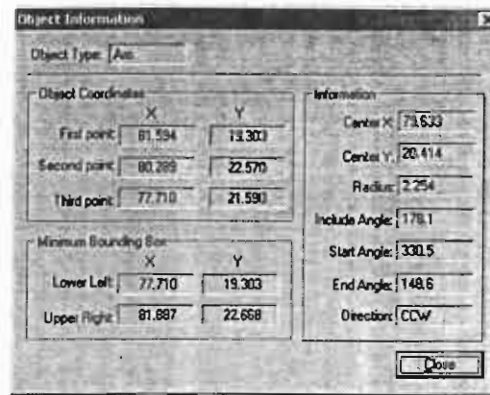 Object Information
Object Type: Arc
Object Coordinates
X Y
First point: 81.594 19.303
Second point: 80.289 22.570
Third point: 77.710 21.590
Minimum Bounding Box
X Y
Lower Left: 77.710 19.303
Upper Right: 81.887 22.668
Information
Center X: 79.633
Center Y: 20.414
Radius: 2.254
Include Angle: 178.1
Start Angle: 330.5
End Angle: 148.6
Direction: CCW
Close